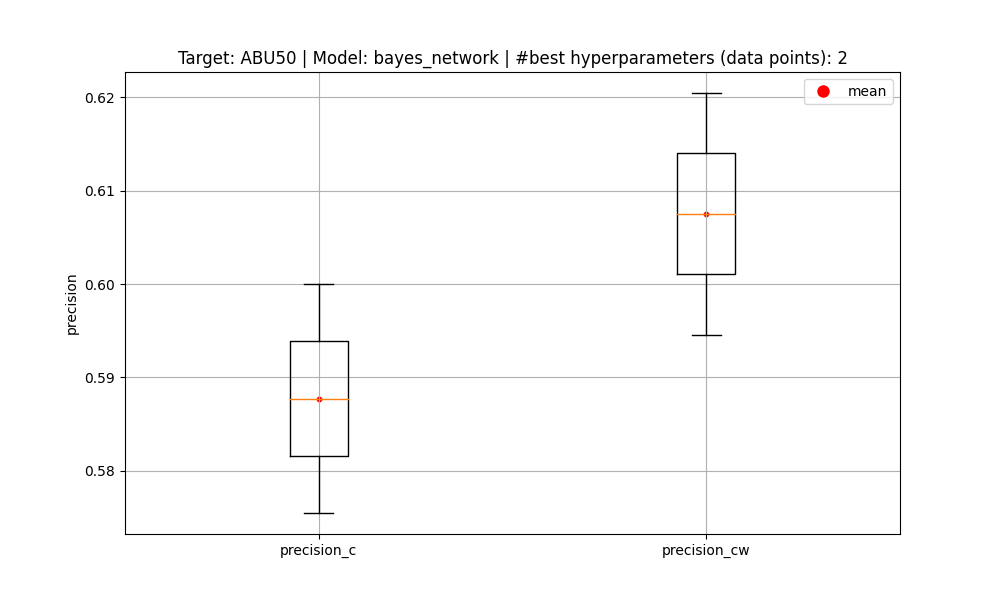 Target: ABU50 | Model: bayes_network | #best hyperparameters (data points): 2
mean
0.62
0.61
0.60
0.59
0.58
precision
precision_c
precision_cw